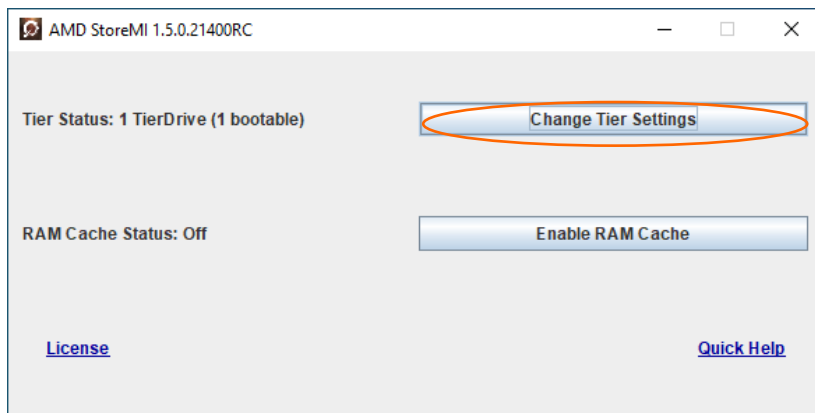 AMD StoreMI 1.5.0.21400RC
Tier Status: 1 TierDrive (1 bootable)
Change Tier Settings
RAM Cache Status: Off
Enable RAM Cache
License
Quick Help